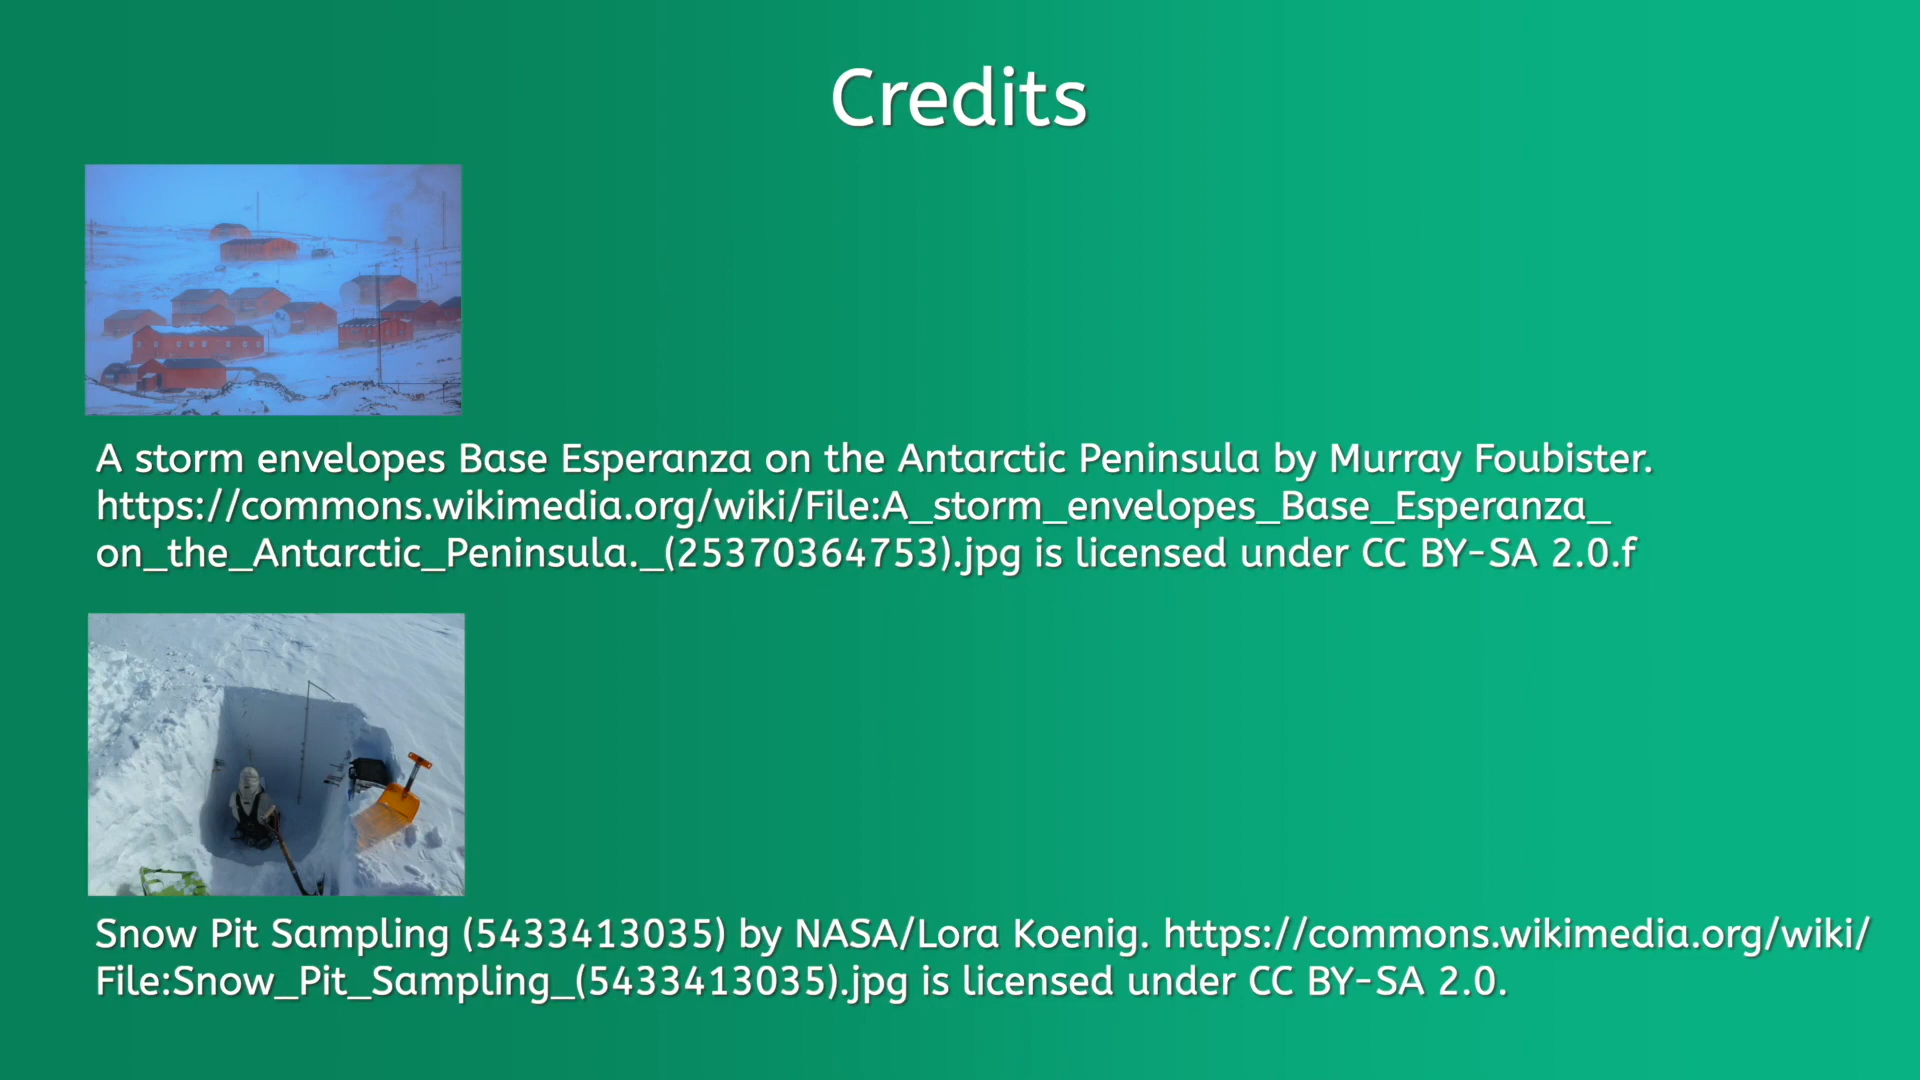 Credits
A storm envelopes Base Esperanza on the Antarctic Peninsula by Murray Foubister.
https://commons.wikimedia.org/wiki/File:A_storm_envelopes_Base_Esperanza_
on_the_Antarctic_Peninsula._(25370364753).jpg is licensed under CC BY-SA 2.0.f
Snow Pit Sampling (5433413035) by NASA/Lora Koenig. https://commons.wikimedia.org/wiki/
File:Snow_Pit_Sampling_(5433413035).jpg is licensed under CC BY-SA 2.0.